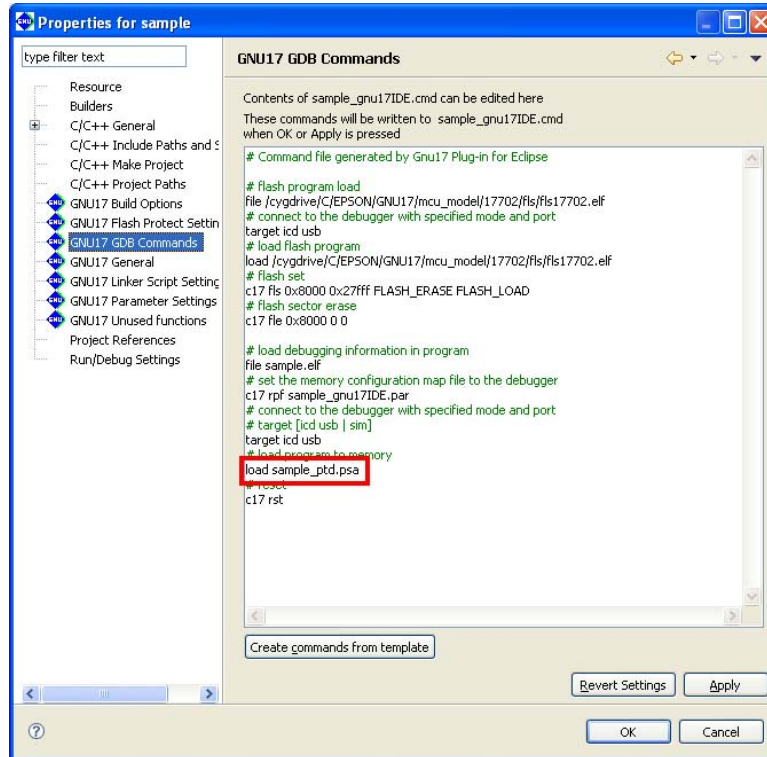 Properties for sample
type filter text
Resource
Builders
C/C++ General
C/C++ Include Paths and S
C/C++ Make Project
C/C++ Project Paths
GNU17 Build Options
GNU17 Flash Protect Settin
GNU17 GDB Commands
GNU17 General
GNU17 Linker Script Setting
GNU17 Parameter Settings
GNU17 Unused functions
Project References
Run/Debug Settings
GNU17 GDB Commands
Contents of sample_gnu17IDE.cmd can be edited here
These commands will be written to sample_gnu17IDE.cmd
when OK or Apply is pressed
# Command file generated by Gnu17 Plug-in for Eclipse
# flash program load
file /cygdrive/C/EPSON/GNU17/mcu_model/17702/fls/fls17702.elf
# connect to the debugger with specified mode and port
target icd usb
# load flash program
load /cygdrive/C/EPSON/GNU17/mcu_model/17702/fls/fls17702.elf
# flash set
c17 fls 0x8000 0x27fff FLASH_ERASE FLASH_LOAD
# flash sector erase
c17 fle 0x8000 0 0
# load debugging information in program
file sample.elf
# set the memory configuration map file to the debugger
c17 rpf sample_gnu17IDE.par
# connect to the debugger with specified mode and port
# target [icd usb | sim]
target icd usb
# load program to memory
load sample_ptd.psa
# reset
c17 rst
Create commands from template
Revert Settings
Apply
OK
Cancel